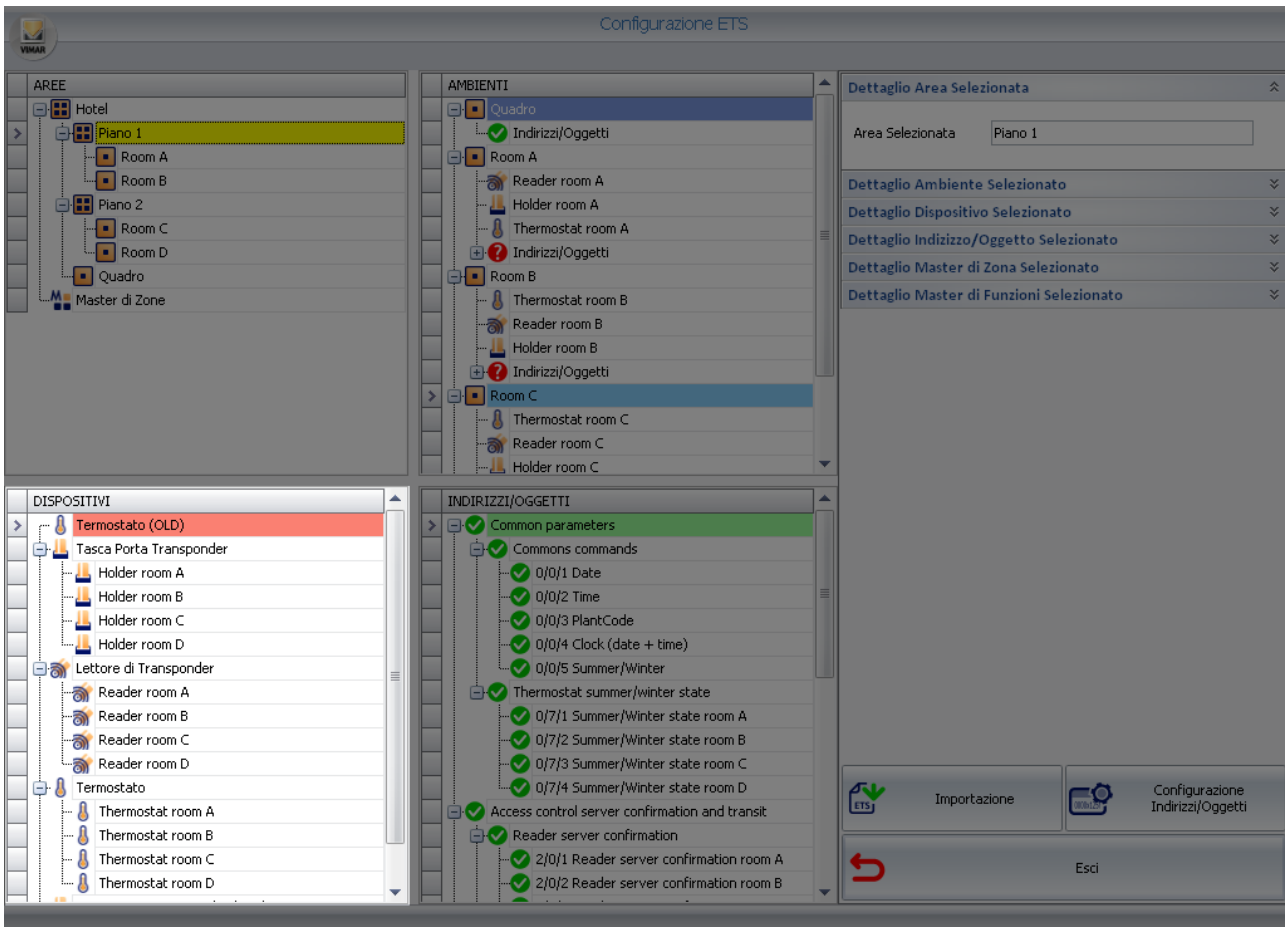 Configurazione ETS
VIMAR
AREE
Hotel
Piano 1
Room A
Room B
Piano 2
Room C
Room D
Quadro
Master di Zone
AMBIENTI
Quadro
Indirizzi/Oggetti
Room A
Reader room A
Holder room A
Thermostat room A
Indirizzi/Oggetti
Room B
Thermostat room B
Reader room B
Holder room B
Indirizzi/Oggetti
Room C
Thermostat room C
Reader room C
Holder room C
Dettaglio Area Selezionata
Area Selezionata Piano 1
Dettaglio Ambiente Selezionato
Dettaglio Dispositivo Selezionato
Dettaglio Indizizzo/Oggetto Selezionato
Dettaglio Master di Zona Selezionato
Dettaglio Master di Funzioni Selezionato
DISPOSITIVI
Termostato (OLD)
Tasca Porta Transponder
Holder room A
Holder room B
Holder room C
Holder room D
Lettore di Transponder
Reader room A
Reader room B
Reader room C
Reader room D
Termostato
Thermostat room A
Thermostat room B
Thermostat room C
Thermostat room D
INDIRIZZI/OGGETTI
Common parameters
Commons commands
0/0/1 Date
0/0/2 Time
0/0/3 PlantCode
0/0/4 Clock (date + time)
0/0/5 Summer/Winter
Thermostat summer/winter state
0/7/1 Summer/Winter state room A
0/7/2 Summer/Winter state room B
0/7/3 Summer/Winter state room C
0/7/4 Summer/Winter state room D
Access control server confirmation and transit
Reader server confirmation
2/0/1 Reader server confirmation room A
2/0/2 Reader server confirmation room B
ETS
Importazione
Configurazione
Indirizzi/Oggetti
Esci